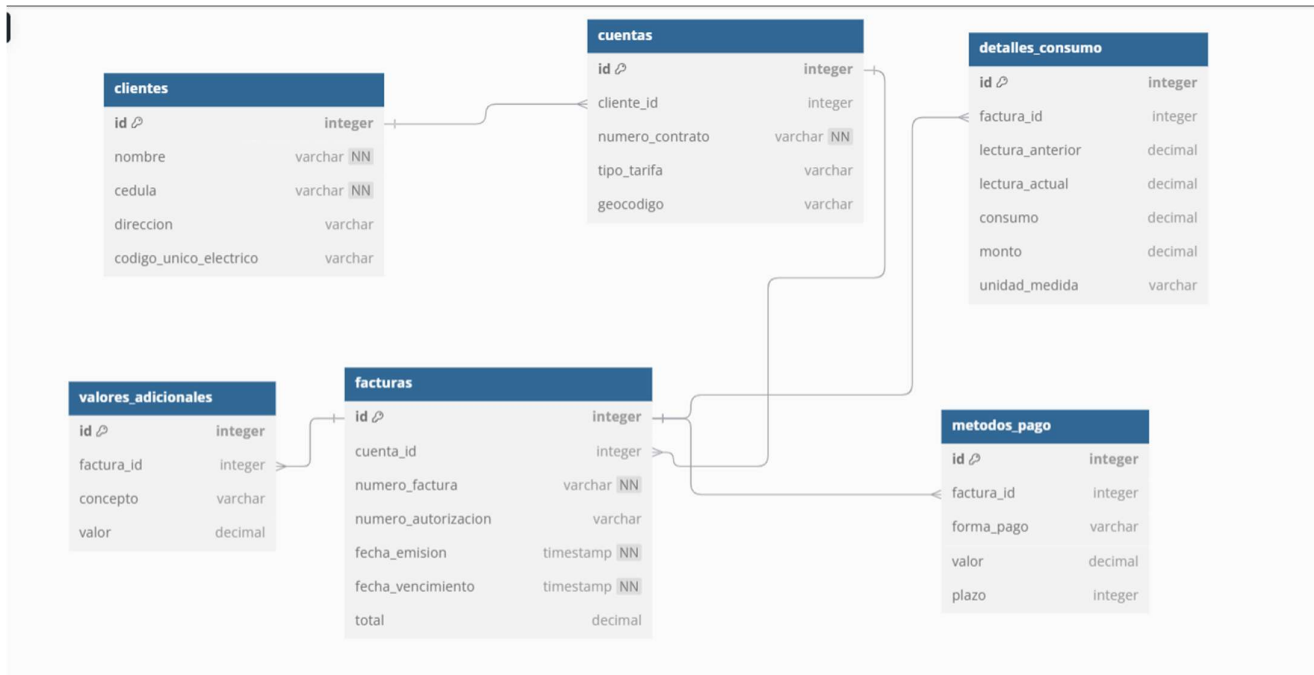 clientes
id integer
nombre varchar NN
cedula varchar NN
direccion varchar
codigo_unico_electrico varchar
cuentas
id integer
cliente_id integer
numero_contrato varchar NN
tipo_tarifa varchar
geocodigo varchar
detalles_consumo
id integer
factura_id integer
lectura_anterior decimal
lectura_actual decimal
consumo decimal
monto decimal
unidad_medida varchar
valores_adicionales
id integer
factura_id integer
concepto varchar
valor decimal
facturas
id integer
cuenta_id integer
numero_factura varchar NN
numero_autorizacion varchar
fecha_emision timestamp NN
fecha_vencimiento timestamp NN
total decimal
metodos_pago
id integer
factura_id integer
forma_pago varchar
valor decimal
plazo integer